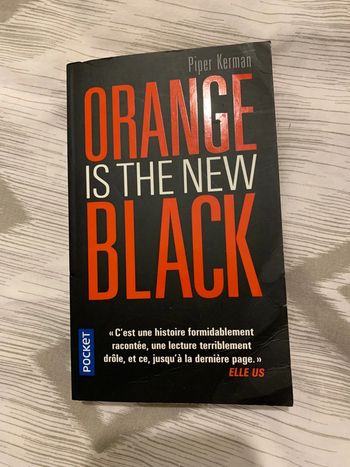 Piper Kerman
ORANGE
IS THE NEW
BLACK
« C'est une histoire formidablement
racontée, une lecture terriblement
drôle, et ce, jusqu'à la dernière page. »
ELLE US
POCKET